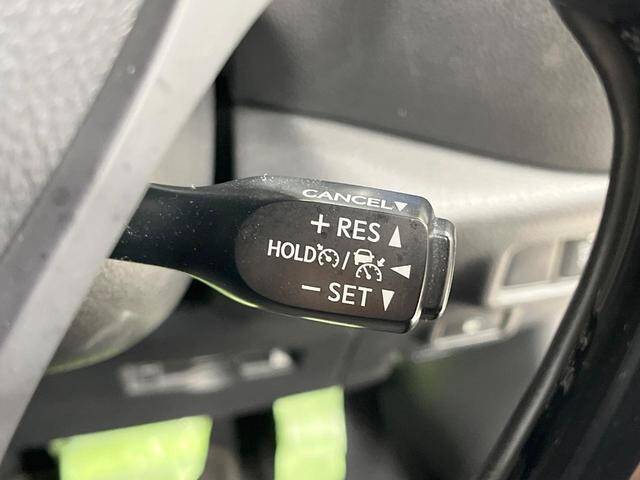 CANCEL▼
+ RES ▲
HOLD / ◀
− SET ▼